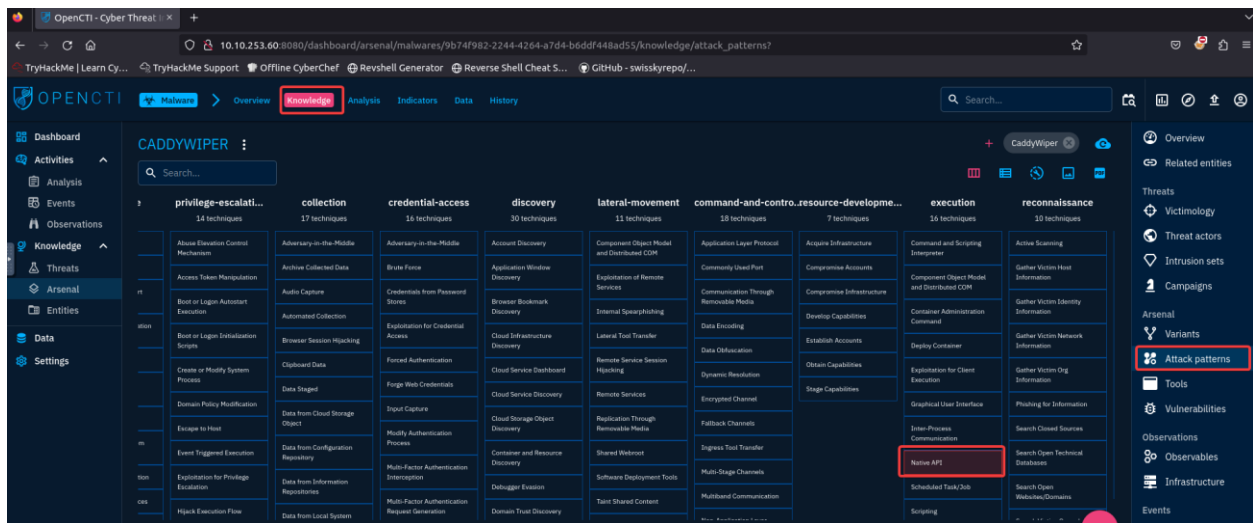 OpenCTI - Cyber Threat I
10.10.253.60:8080/dashboard/arsenal/malwares/9b74f982-2244-4264-a7d4-b6ddf448ad55/knowledge/attack_patterns?
TryHackMe | Learn Cy...
TryHackMe Support
Offline CyberChef
Revshell Generator
Reverse Shell Cheat S...
GitHub - swisskyrepo/...
OPENCTI
Malware
Overview
Knowledge
Analysis
Indicators
Data
History
Search...
Dashboard
Activities
Analysis
Events
Observations
Knowledge
Threats
Arsenal
Entities
Data
Settings
CADDYWIPER
CaddyWiper
Search...
privilege-escalati...
14 techniques
Abuse Elevation Control
Mechanism
Access Token Manipulation
Boot or Logon Autostart
Execution
Boot or Logon Initialization
Scripts
Create or Modify System
Process
Domain Policy Modification
Escape to Host
Event Triggered Execution
Exploitation for Privilege
Escalation
Hijack Execution Flow
collection
17 techniques
Adversary-in-the-Middle
Archive Collected Data
Audio Capture
Automated Collection
Browser Session Hijacking
Clipboard Data
Data Staged
Data from Cloud Storage
Object
Data from Configuration
Repository
Data from Information
Repositories
Data from Local System
credential-access
16 techniques
Adversary-in-the-Middle
Brute Force
Credentials from Password
Stores
Exploitation for Credential
Access
Forced Authentication
Forge Web Credentials
Input Capture
Modify Authentication
Process
Multi-Factor Authentication
Interception
Multi-Factor Authentication
Request Generation
discovery
30 techniques
Account Discovery
Application Window
Discovery
Browser Bookmark
Discovery
Cloud Infrastructure
Discovery
Cloud Service Dashboard
Cloud Service Discovery
Cloud Storage Object
Discovery
Container and Resource
Discovery
Debugger Evasion
Domain Trust Discovery
lateral-movement
11 techniques
Component Object Model
and Distributed COM
Exploitation of Remote
Services
Internal Spearphishing
Lateral Tool Transfer
Remote Service Session
Hijacking
Remote Services
Replication Through
Removable Media
Shared Webroot
Software Deployment Tools
Taint Shared Content
command-and-contro...
18 techniques
Application Layer Protocol
Commonly Used Port
Communication Through
Removable Media
Data Encoding
Data Obfuscation
Dynamic Resolution
Encrypted Channel
Fallback Channels
Ingress Tool Transfer
Multi-Stage Channels
Multiband Communication
resource-developme...
7 techniques
Acquire Infrastructure
Compromise Accounts
Compromise Infrastructure
Develop Capabilities
Establish Accounts
Obtain Capabilities
Stage Capabilities
execution
16 techniques
Command and Scripting
Interpreter
Component Object Model
and Distributed COM
Container Administration
Command
Deploy Container
Exploitation for Client
Execution
Graphical User Interface
Inter-Process
Communication
Native API
Scheduled Task/Job
Scripting
reconnaissance
10 techniques
Active Scanning
Gather Victim Host
Information
Gather Victim Identity
Information
Gather Victim Network
Information
Gather Victim Org
Information
Phishing for Information
Search Closed Sources
Search Open Technical
Databases
Search Open
Websites/Domains
Overview
Related entities
Threats
Victimology
Threat actors
Intrusion sets
Campaigns
Arsenal
Variants
Attack patterns
Tools
Vulnerabilities
Observations
Observables
Infrastructure
Events